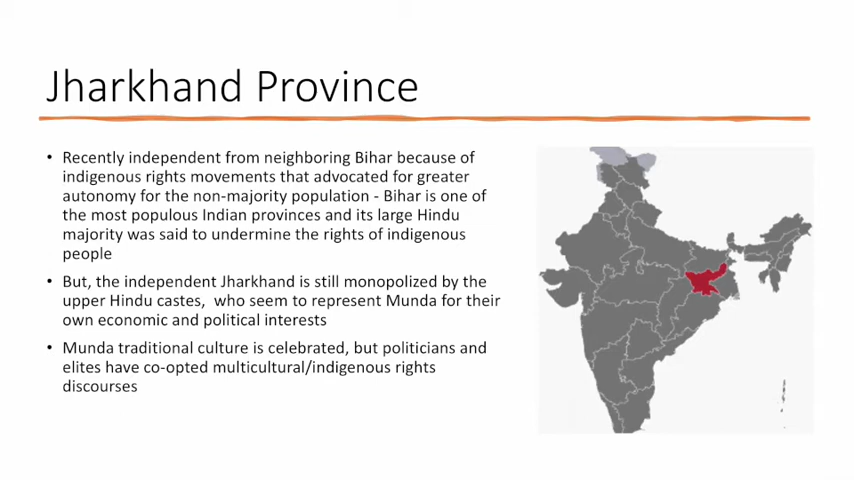 Jharkhand Province
• Recently independent from neighboring Bihar because of
indigenous rights movements that advocated for greater
autonomy for the non-majority population - Bihar is one of
the most populous Indian provinces and its large Hindu
majority was said to undermine the rights of indigenous
people
• But, the independent Jharkhand is still monopolized by the
upper Hindu castes,  who seem to represent Munda for their
own economic and political interests
• Munda traditional culture is celebrated, but politicians and
elites have co-opted multicultural/indigenous rights
discourses